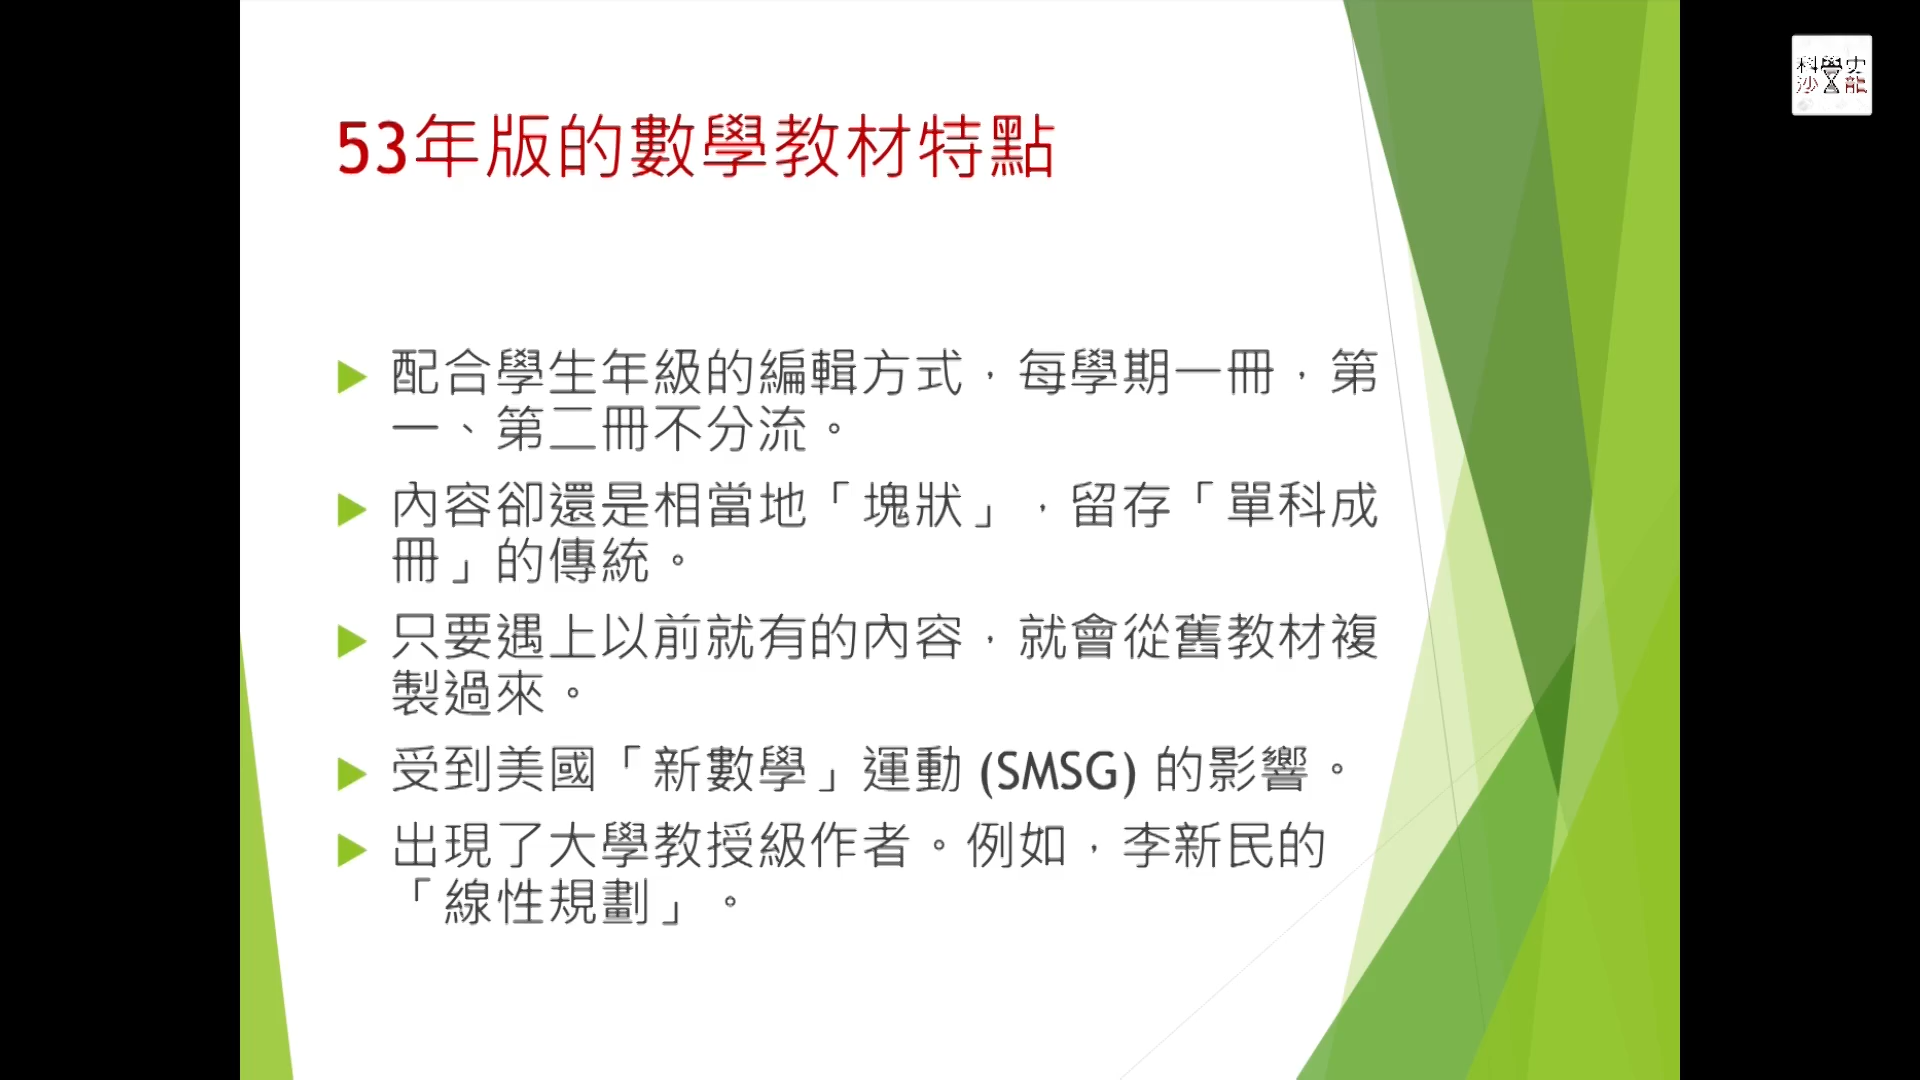 53年版的數學教材特點
配合學生年級的編輯方式，每學期一冊，第
一、第二冊不分流。
內容卻還是相當地「塊狀」，留存「單科成
冊」的傳統。
只要遇上以前就有的內容，就會從舊教材複
製過來。
受到美國「新數學」運動 (SMSG) 的影響。
出現了大學教授級作者。例如，李新民的
「線性規劃」。
科學史
沙龍